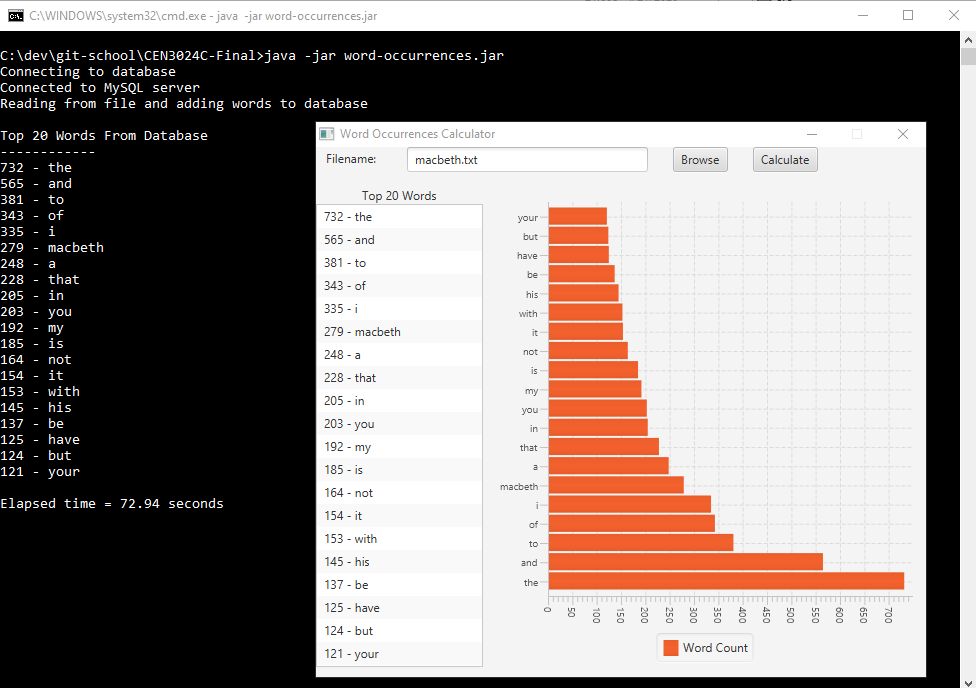 C:\WINDOWS\system32\cmd.exe - java  -jar word-occurrences.jar
C:\dev\git-school\CEN3024C-Final>java -jar word-occurrences.jar
Connecting to database
Connected to MySQL server
Reading from file and adding words to database
Top 20 Words From Database
------------
732 - the
565 - and
381 - to
343 - of
335 - i
279 - macbeth
248 - a
228 - that
205 - in
203 - you
192 - my
185 - is
164 - not
154 - it
153 - with
145 - his
137 - be
125 - have
124 - but
121 - your
Elapsed time = 72.94 seconds
Word Occurrences Calculator
Filename: macbeth.txt Browse Calculate
Top 20 Words
732 - the
565 - and
381 - to
343 - of
335 - i
279 - macbeth
248 - a
228 - that
205 - in
203 - you
192 - my
185 - is
164 - not
154 - it
153 - with
145 - his
137 - be
125 - have
124 - but
121 - your
your
but
have
be
his
with
it
not
is
my
you
in
that
a
macbeth
i
of
to
and
the
0 50 100 150 200 250 300 350 400 450 500 550 600 650 700
Word Count